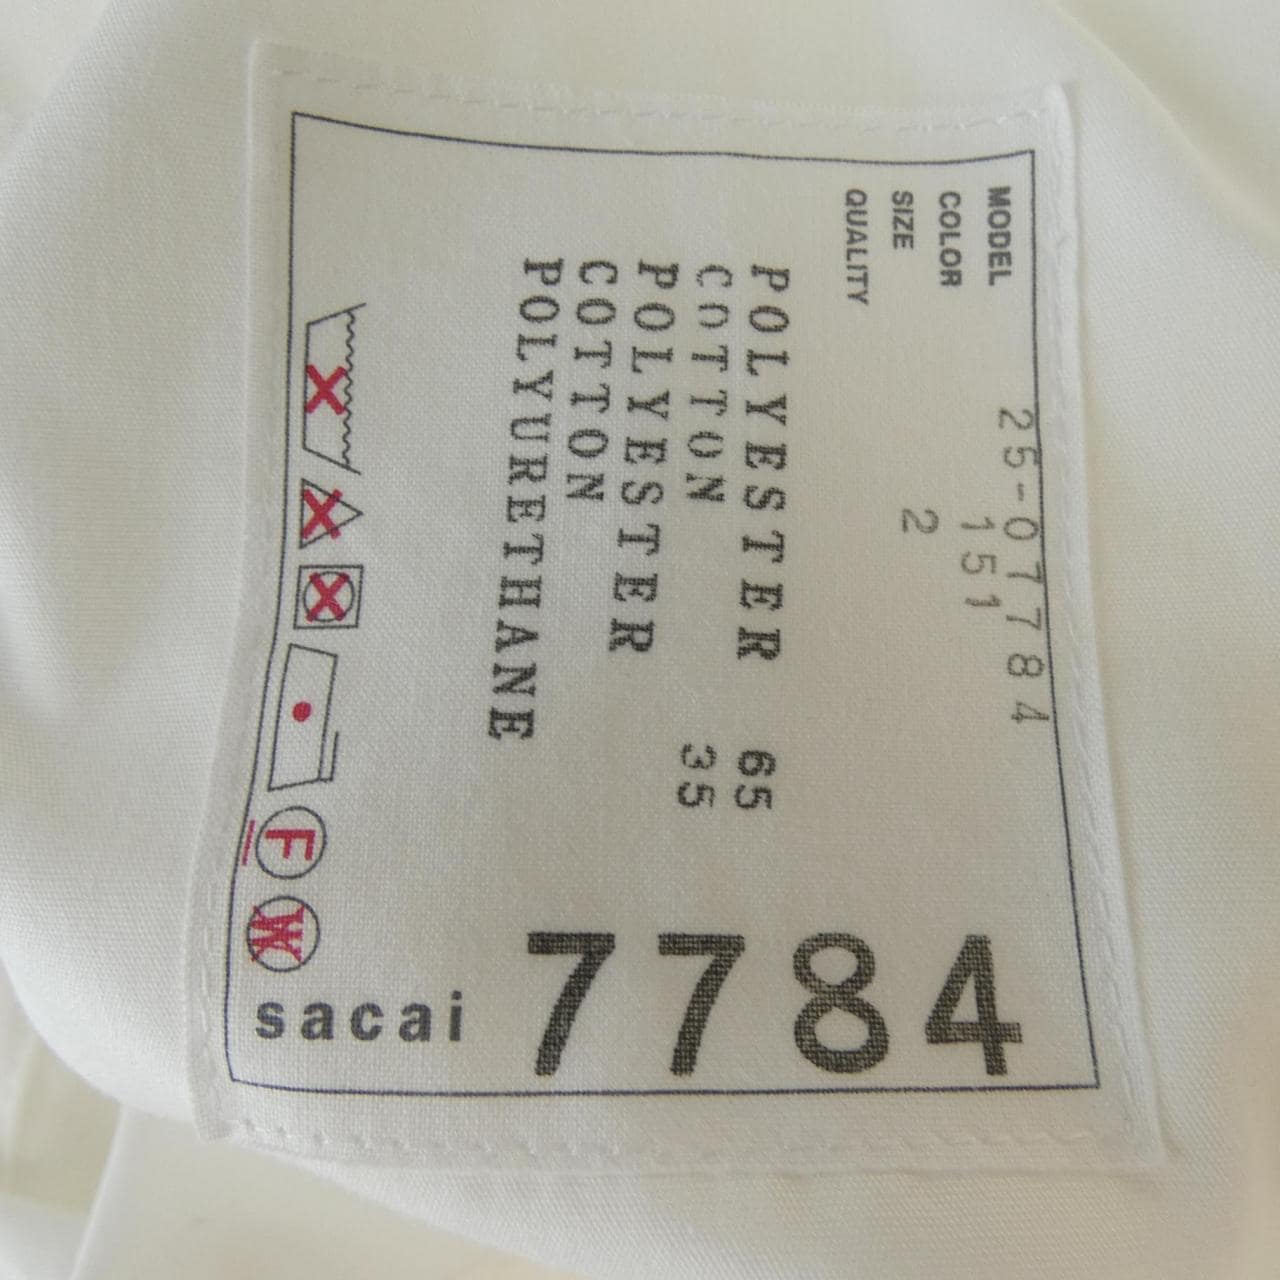 MODEL 25-07784
COLOR 151
SIZE 2
QUALITY
POLYESTER 65
COTTON 35
POLYESTER
COTTON
POLYURETHANE
F
W
7784
sacai